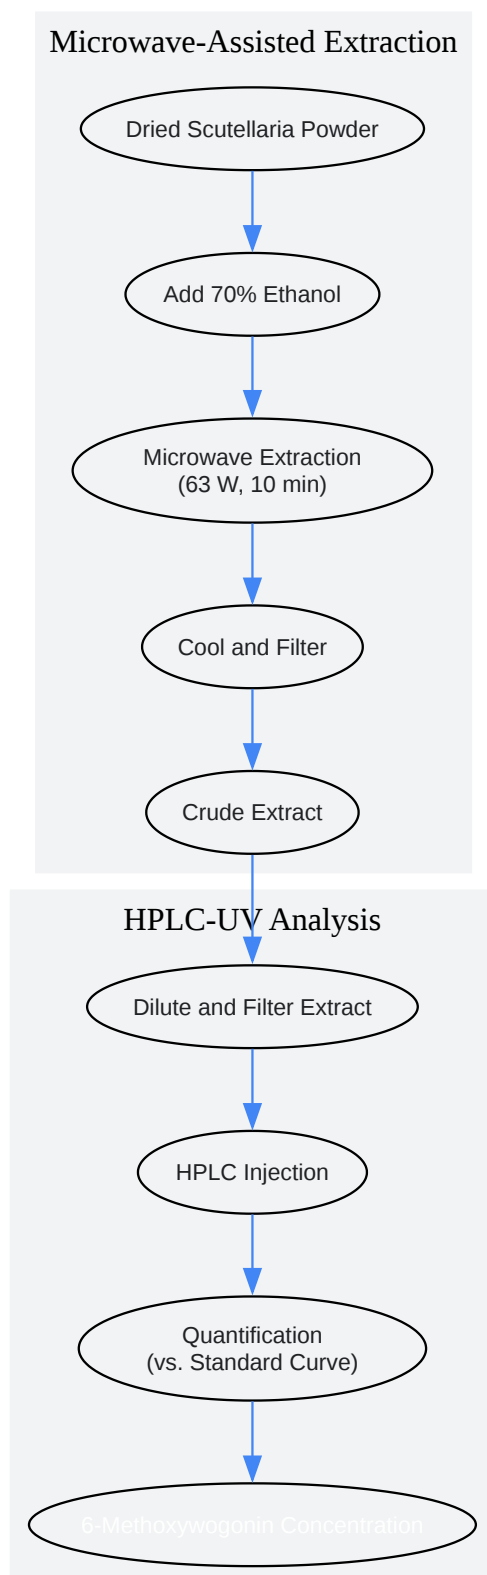 Microwave-Assisted Extraction
Dried Scutellaria Powder
Add 70% Ethanol
Microwave Extraction
(63 W, 10 min)
Cool and Filter
Crude Extract
HPLC-UV Analysis
Dilute and Filter Extract
HPLC Injection
Quantification
(vs. Standard Curve)
6-Methoxywogonin Concentration